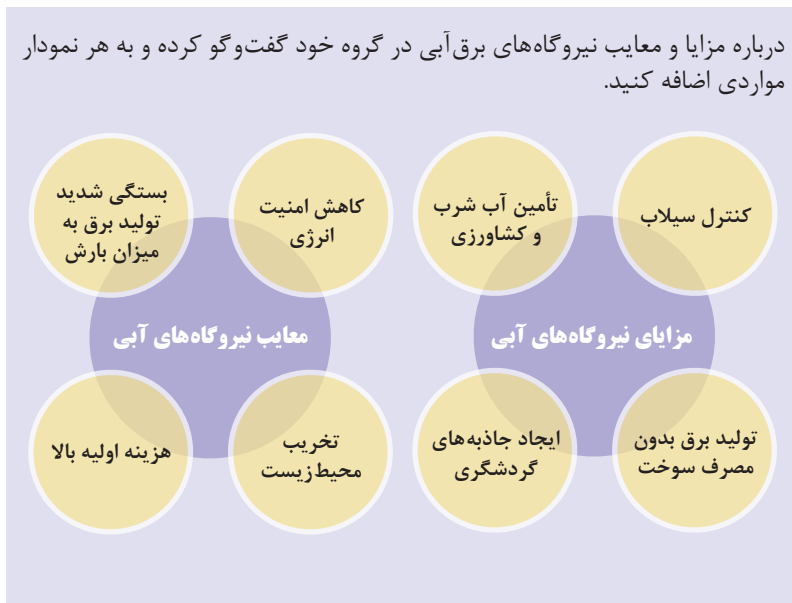 درباره مزایا و معایب نیروگاه‌های برق‌آبی در گروه خود گفت‌وگو کرده و به هر نمودار
مواردی اضافه کنید.
کنترل سیلاب
تأمین آب شرب
و کشاورزی
مزایای نیروگاه‌های آبی
تولید برق بدون
مصرف سوخت
ایجاد جاذبه‌های
گردشگری
کاهش امنیت
انرژی
بستگی شدید
تولید برق به
میزان بارش
معایب نیروگاه‌های آبی
تخریب
محیط‌زیست
هزینه اولیه بالا